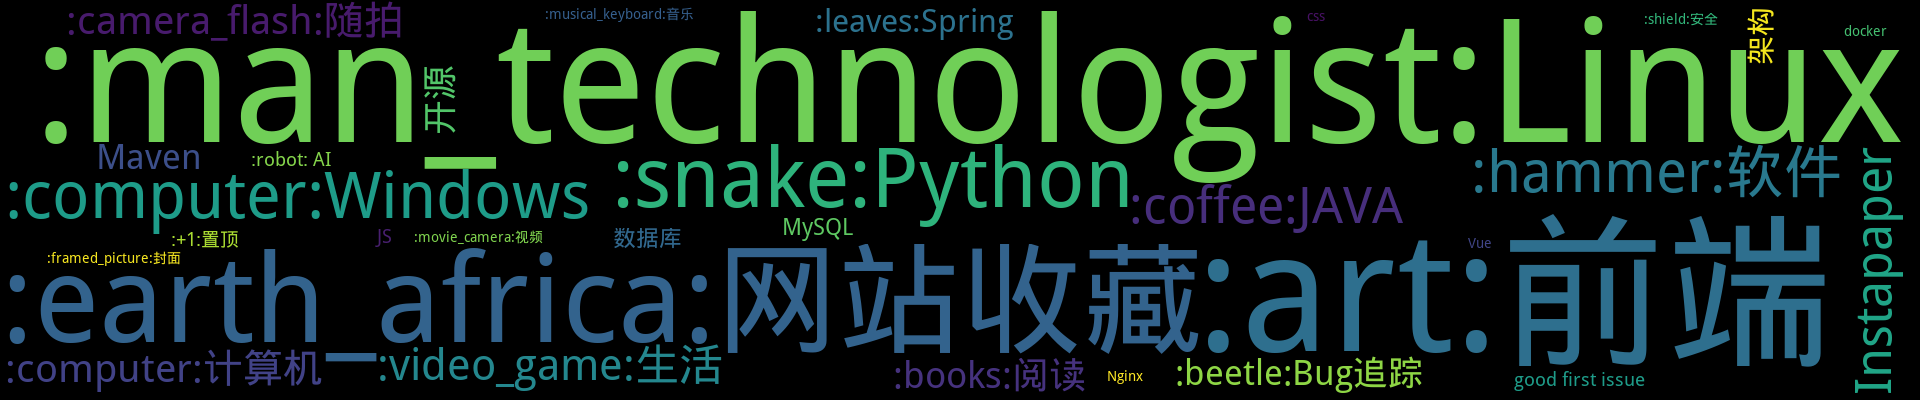 :camera_flash:随拍
:musical_keyboard:音乐
:leaves:Spring
css
:shield:安全
架构
docker
:man_technologist:Linux
开源
Maven
:robot: AI
:computer:Windows
:snake:Python
:hammer:软件
:coffee:JAVA
Instapaper
MySQL
:+1:置顶
JS
:movie_camera:视频
数据库
Vue
:framed_picture:封面
:earth_africa:网站收藏
:art:前端
:computer:计算机
:video_game:生活
:books:阅读
Nginx
:beetle:Bug追踪
good first issue